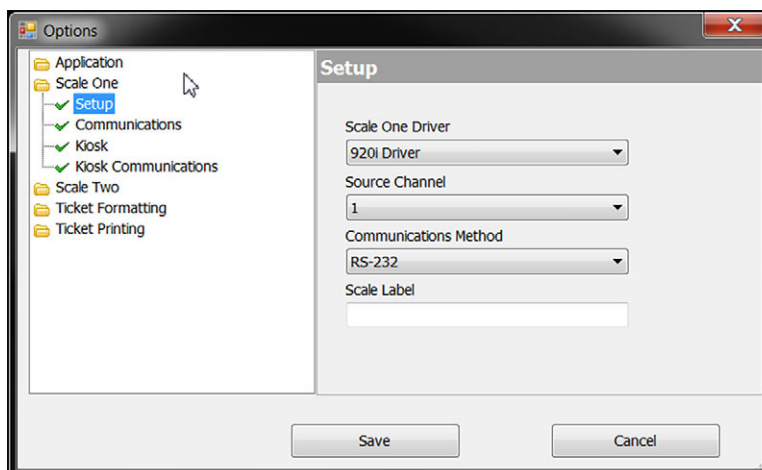 Options
X
Application
Scale One
Setup
Communications
Kiosk
Kiosk Communications
Scale Two
Ticket Formatting
Ticket Printing
Setup
Scale One Driver
920i Driver
Source Channel
1
Communications Method
RS-232
Scale Label
Save
Cancel